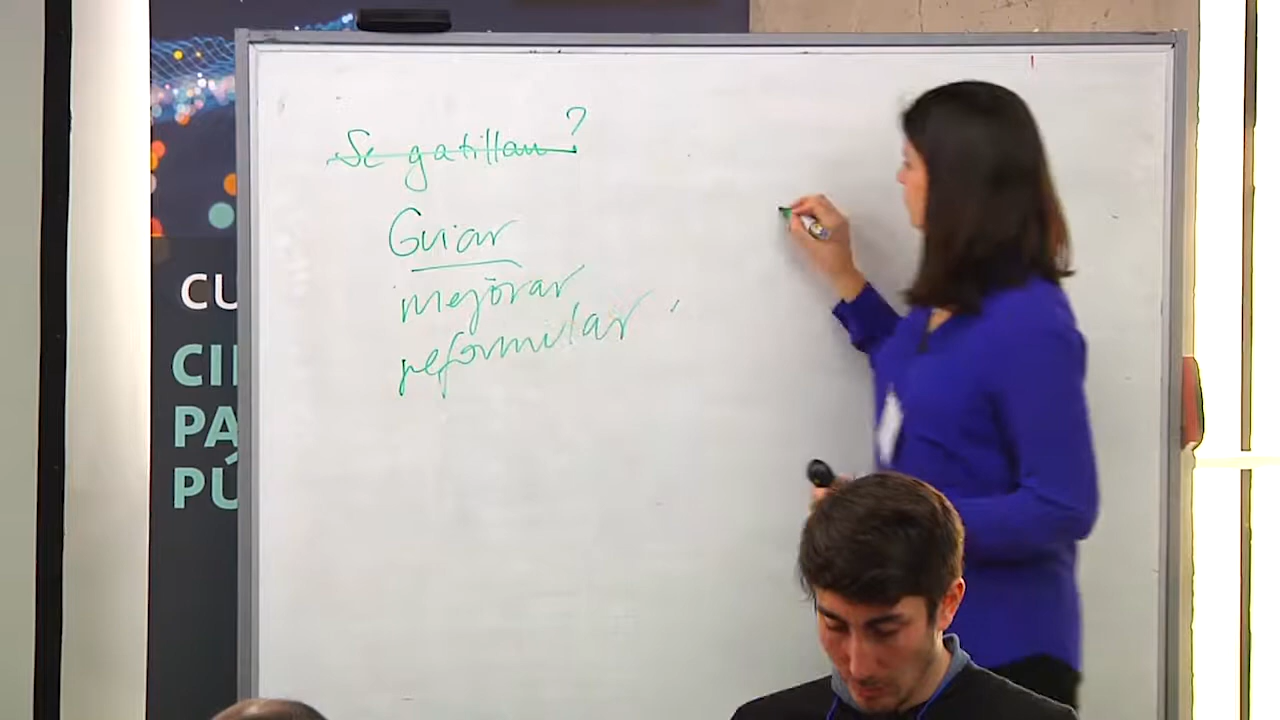 Se gatillan?
Guiar
mejorar
reformular
CU
CI
PA
PÚ